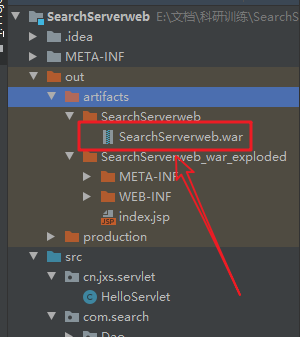 SearchServerweb E:\文档\科研训练\SearchS
.idea
META-INF
out
artifacts
SearchServerweb
SearchServerweb.war
SearchServerweb_war_exploded
META-INF
WEB-INF
index.jsp
production
src
cn.jxs.servlet
HelloServlet
com.search